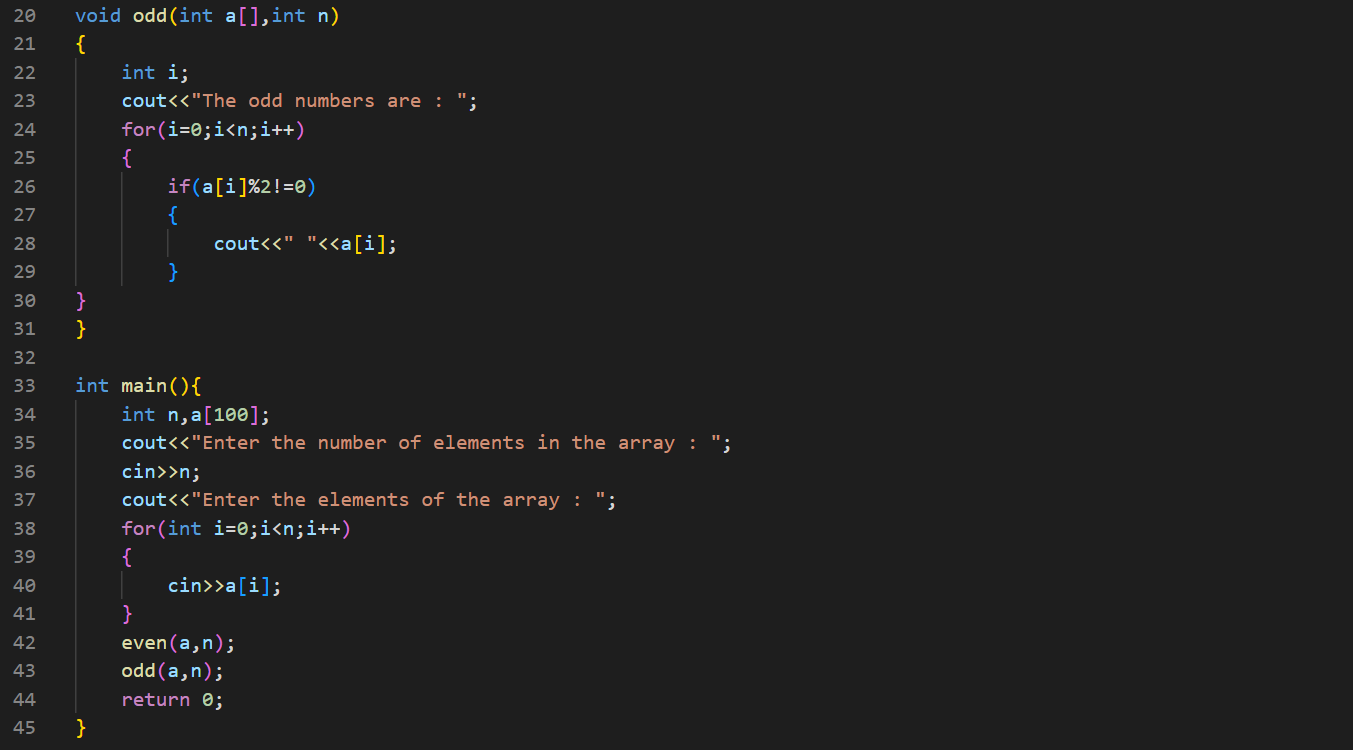 20 void odd(int a[],int n)
21 {
22     int i;
23     cout<<"The odd numbers are : ";
24     for(i=0;i<n;i++)
25     {
26         if(a[i]%2!=0)
27         {
28             cout<<" "<<a[i];
29         }
30 }
31 }
32
33 int main(){
34     int n,a[100];
35     cout<<"Enter the number of elements in the array : ";
36     cin>>n;
37     cout<<"Enter the elements of the array : ";
38     for(int i=0;i<n;i++)
39     {
40         cin>>a[i];
41     }
42     even(a,n);
43     odd(a,n);
44     return 0;
45 }